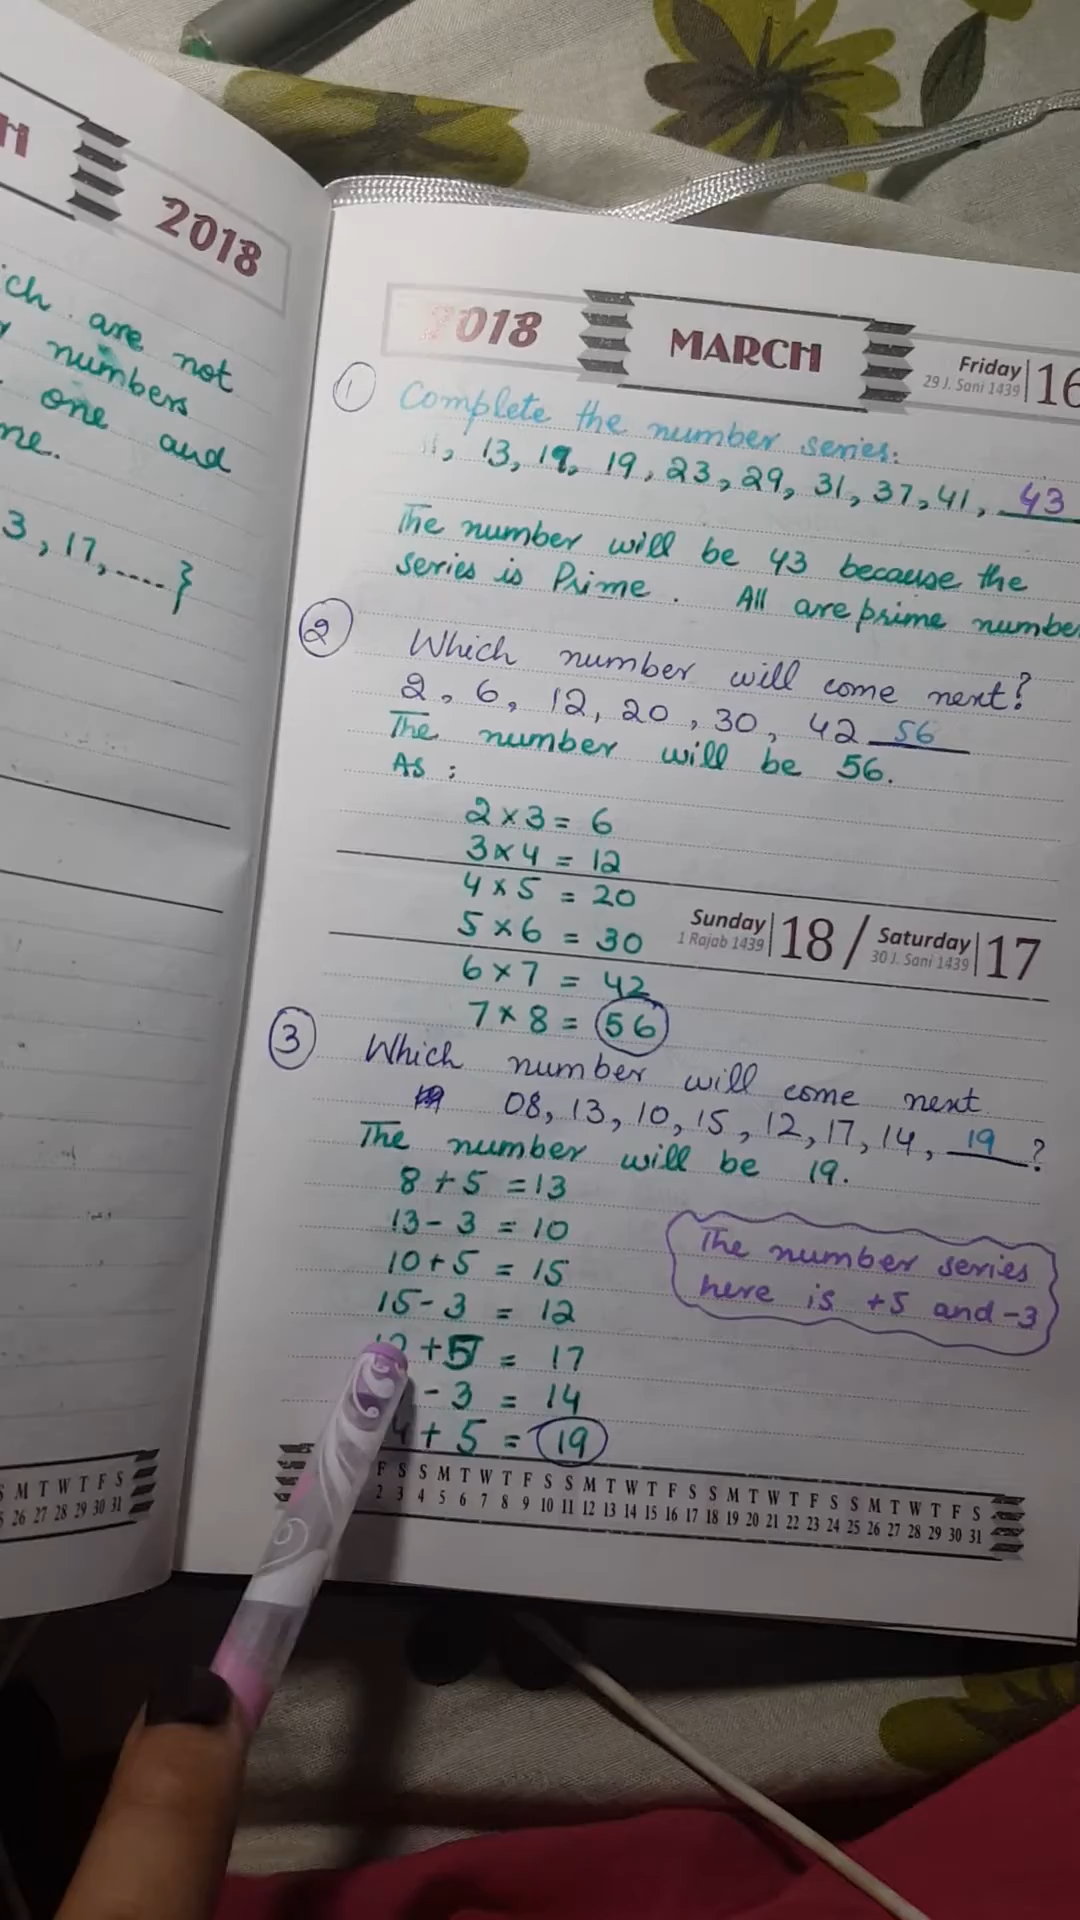 2018
ich are not
numbers
one and
me.
3, 17, ....}
S M T W T F S
26 27 28 29 30 31
2018 MARCH Friday 16
29 J. Sani 1439
1 Complete the number series:
13, 19, 19, 23, 29, 31, 37, 41, 43
The number will be 43 because the
series is Prime. All are prime number
2 Which number will come next?
2, 6, 12, 20, 30, 42 56
The number will be 56.
As :
2 × 3 = 6
3 × 4 = 12
4 × 5 = 20
5 × 6 = 30
Sunday 18 / Saturday 17
1 Rajab 1439 30 J. Sani 1439
6 × 7 = 42
7 × 8 = 56
3 Which number will come next
08, 13, 10, 15, 12, 17, 14, 19 ?
The number will be 19.
8 + 5 = 13
13 - 3 = 10
10 + 5 = 15
15 - 3 = 12
+ 5 = 17
- 3 = 14
4 + 5 = 19
The number series
here is +5 and -3
F S S M T W T F S S M T W T F S S M T W T F S S M T W T F S
2 3 4 5 6 7 8 9 10 11 12 13 14 15 16 17 18 19 20 21 22 23 24 25 26 27 28 29 30 31